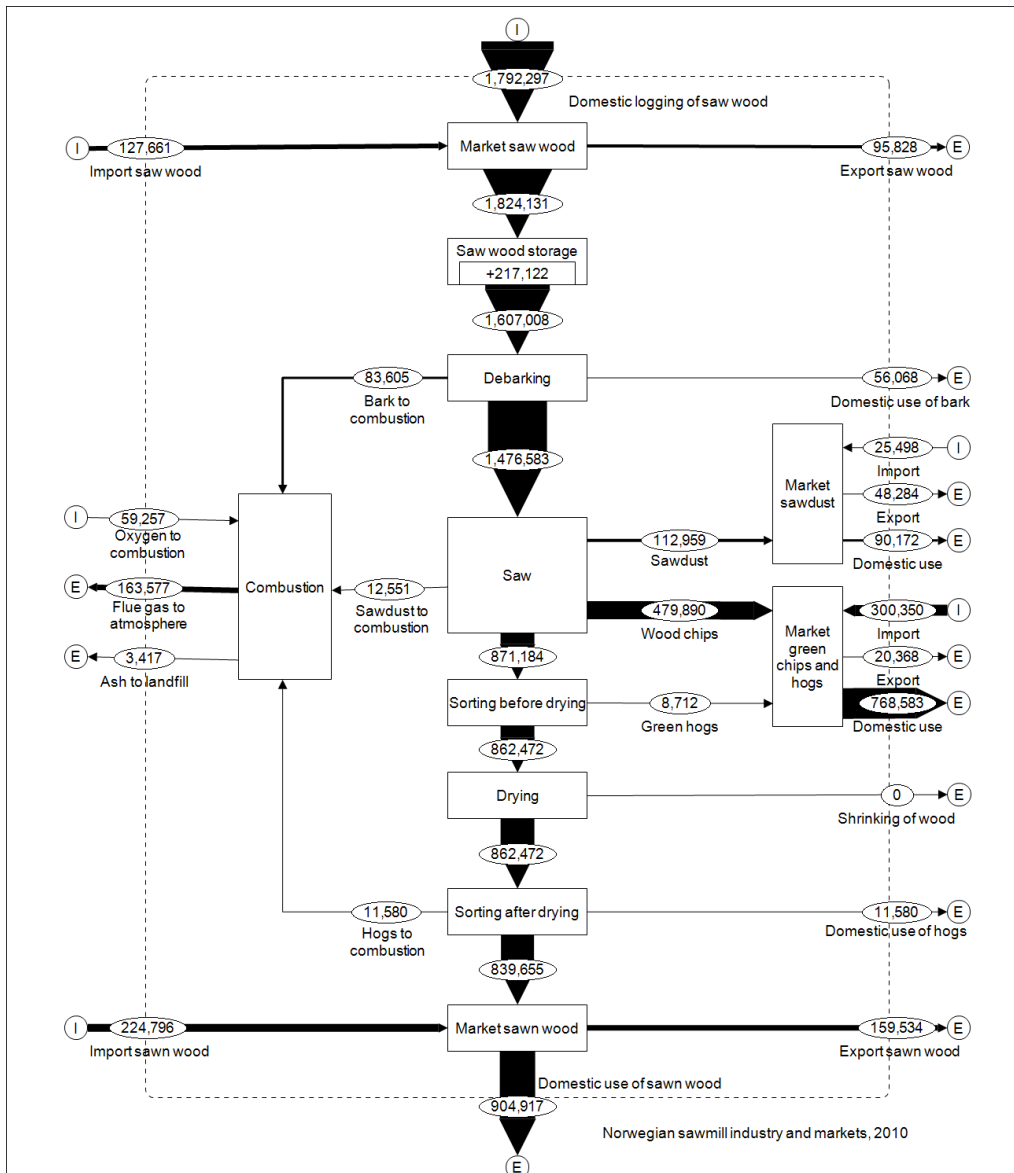 I
1,792,297
Domestic logging of saw wood
I
127,661
Import saw wood
Market saw wood
95,828
E
Export saw wood
1,824,131
Saw wood storage
+217,122
1,607,008
Debarking
83,605
Bark to
combustion
56,068
E
Domestic use of bark
1,476,583
Market
sawdust
25,498
I
Import
48,284
E
Export
90,172
E
Domestic use
I
59,257
Oxygen to
combustion
E
163,577
Flue gas to
atmosphere
E
3,417
Ash to landfill
Combustion
12,551
Sawdust to
combustion
Saw
112,959
Sawdust
479,890
Wood chips
Market
green
chips and
hogs
300,350
I
Import
20,368
E
Export
768,583
E
Domestic use
871,184
Sorting before drying
8,712
Green hogs
862,472
Drying
0
E
Shrinking of wood
862,472
Sorting after drying
11,580
Hogs to
combustion
11,580
E
Domestic use of hogs
839,655
I
224,796
Import sawn wood
Market sawn wood
159,534
E
Export sawn wood
Domestic use of sawn wood
904,917
E
Norwegian sawmill industry and markets, 2010